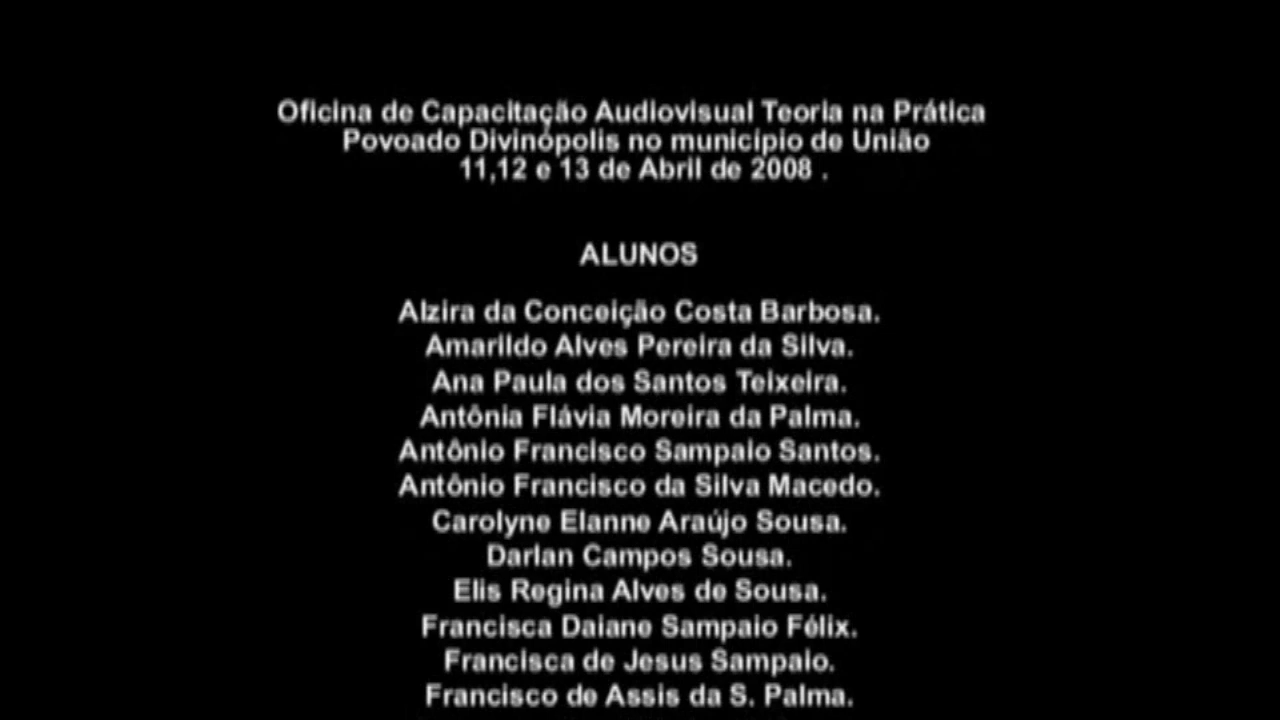 Oficina de Capacitação Audiovisual Teoria na Prática
Povoado Divinópolis no município de União
11,12 e 13 de Abril de 2008 .
ALUNOS
Alzira da Conceição Costa Barbosa.
Amarildo Alves Pereira da Silva.
Ana Paula dos Santos Teixeira.
Antônia Flávia Moreira da Palma.
Antônio Francisco Sampaio Santos.
Antônio Francisco da Silva Macedo.
Carolyne Elanne Araújo Sousa.
Darlan Campos Sousa.
Elis Regina Alves de Sousa.
Francisca Daiane Sampaio Félix.
Francisca de Jesus Sampaio.
Francisco de Assis da S. Palma.